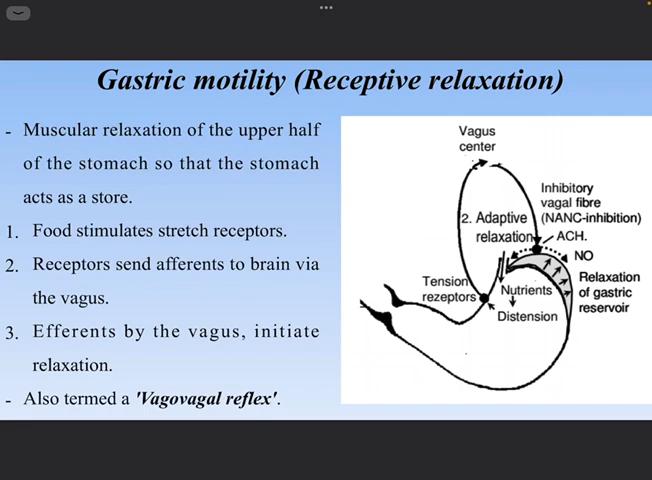 Gastric motility (Receptive relaxation)
- Muscular relaxation of the upper half
of the stomach so that the stomach
acts as a store.
1. Food stimulates stretch receptors.
2. Receptors send afferents to brain via
the vagus.
3. Efferents by the vagus, initiate
relaxation.
- Also termed a 'Vagovagal reflex'.
Vagus
center
Inhibitory
vagal fibre
(NANC-inhibition)
ACH.
NO
2. Adaptive
relaxation
Relaxation
of gastric
reservoir
Tension
rezeptors
Nutrients
Distension